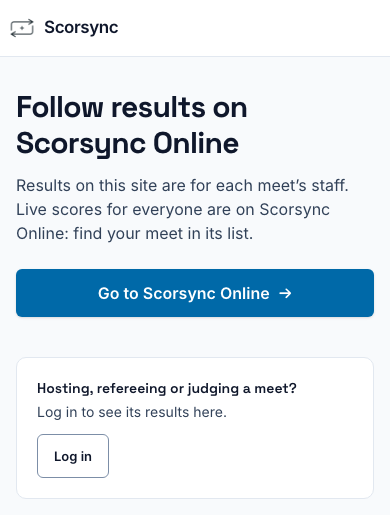 Scorsync
Follow results on
Scorsync Online
Results on this site are for each meet’s staff.
Live scores for everyone are on Scorsync
Online: find your meet in its list.
Go to Scorsync Online →
Hosting, refereeing or judging a meet?
Log in to see its results here.
Log in